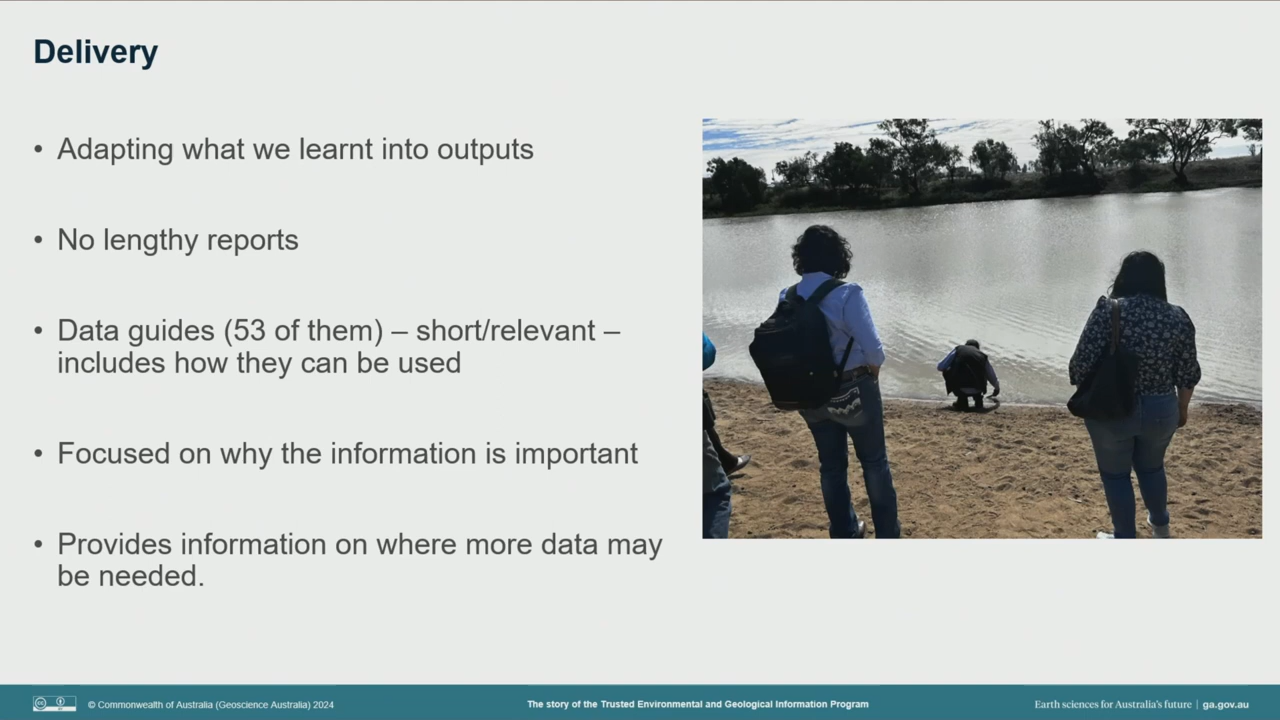 Delivery
• Adapting what we learnt into outputs
• No lengthy reports
• Data guides (53 of them) – short/relevant –
includes how they can be used
• Focused on why the information is important
• Provides information on where more data may
be needed.
© Commonwealth of Australia (Geoscience Australia) 2024
The story of the Trusted Environmental and Geological Information Program
Earth sciences for Australia's future | ga.gov.au